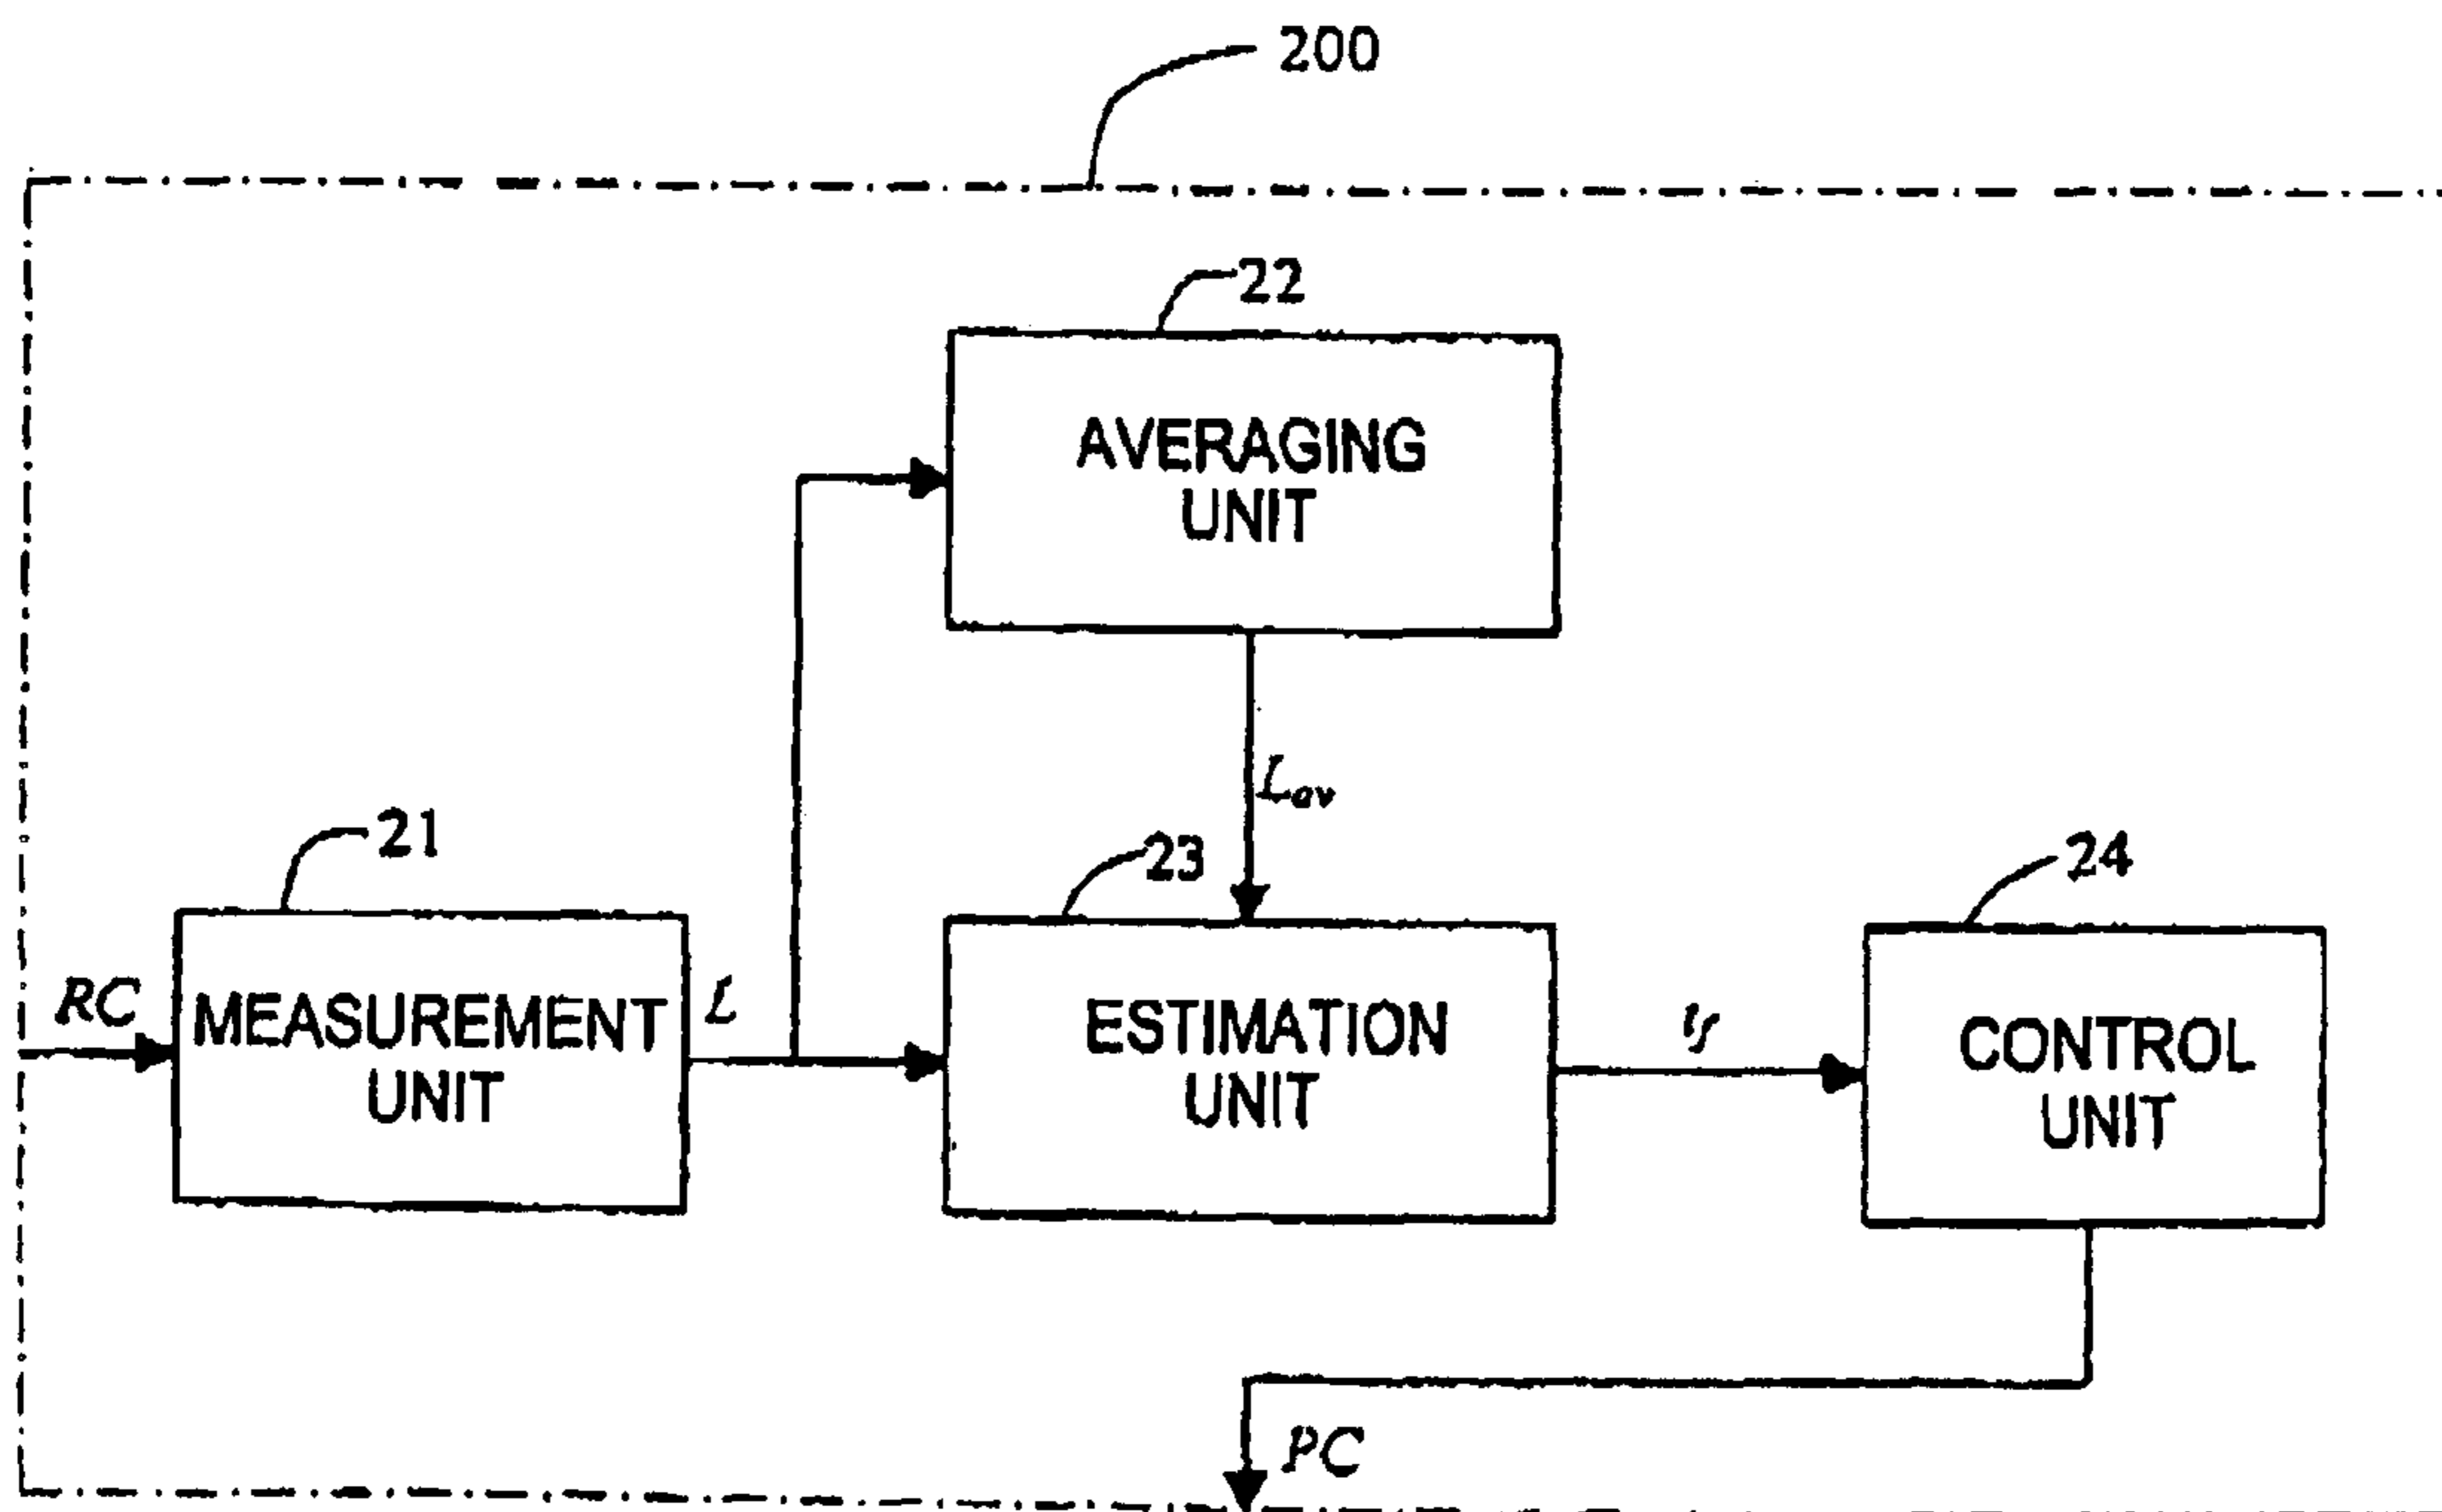 200
22
AVERAGING
UNIT
Lav
21
23
24
RC
MEASUREMENT
UNIT
L
ESTIMATION
UNIT
CONTROL
UNIT
PC